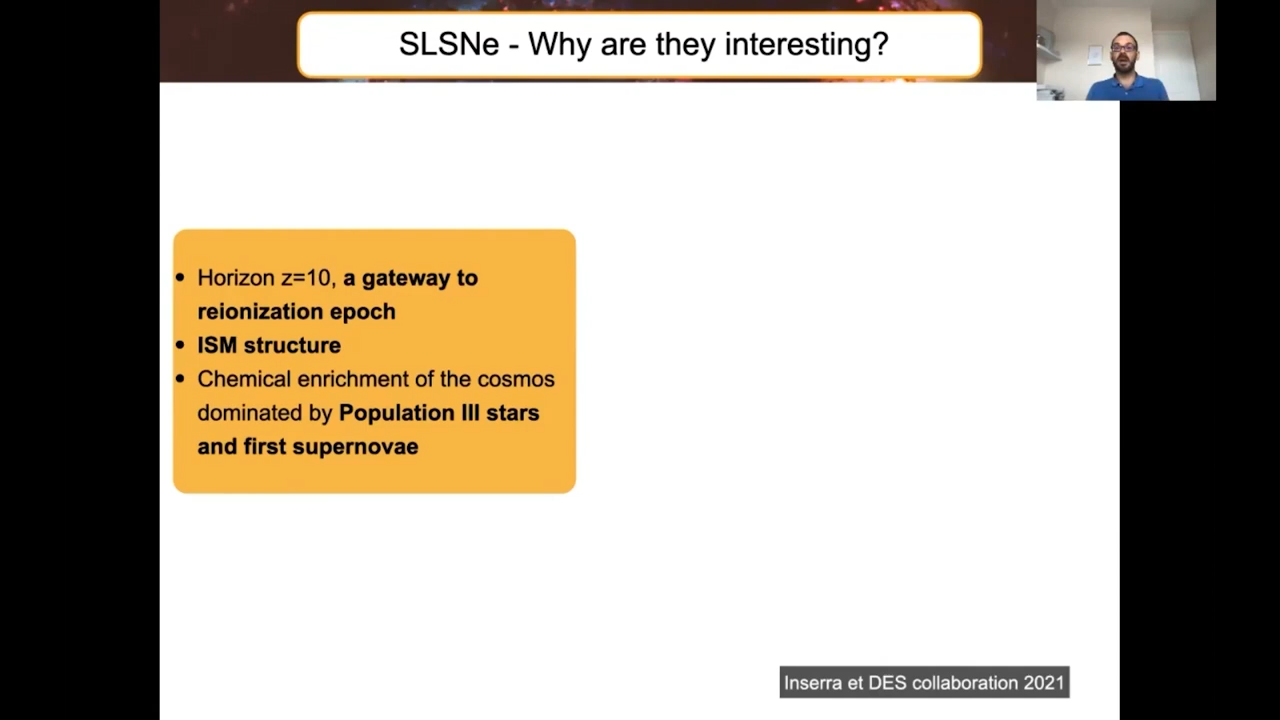 SLSNe - Why are they interesting?
• Horizon z=10, a gateway to
reionization epoch
• ISM structure
• Chemical enrichment of the cosmos
dominated by Population III stars
and first supernovae
Inserra et DES collaboration 2021